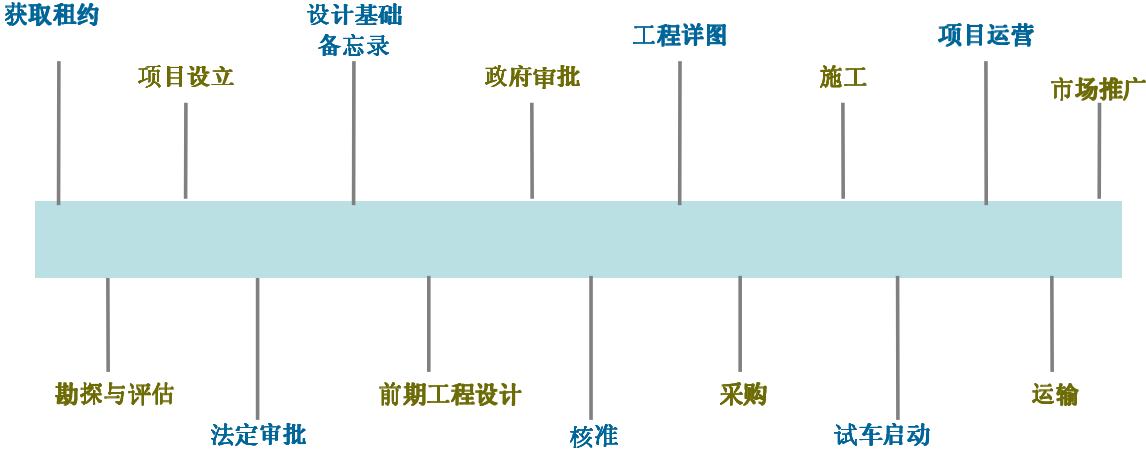 获取租约
设计基础
备忘录
工程详图
项目运营
项目设立
政府审批
施工
市场推广
勘探与评估
前期工程设计
采购
运输
法定审批
核准
试车启动